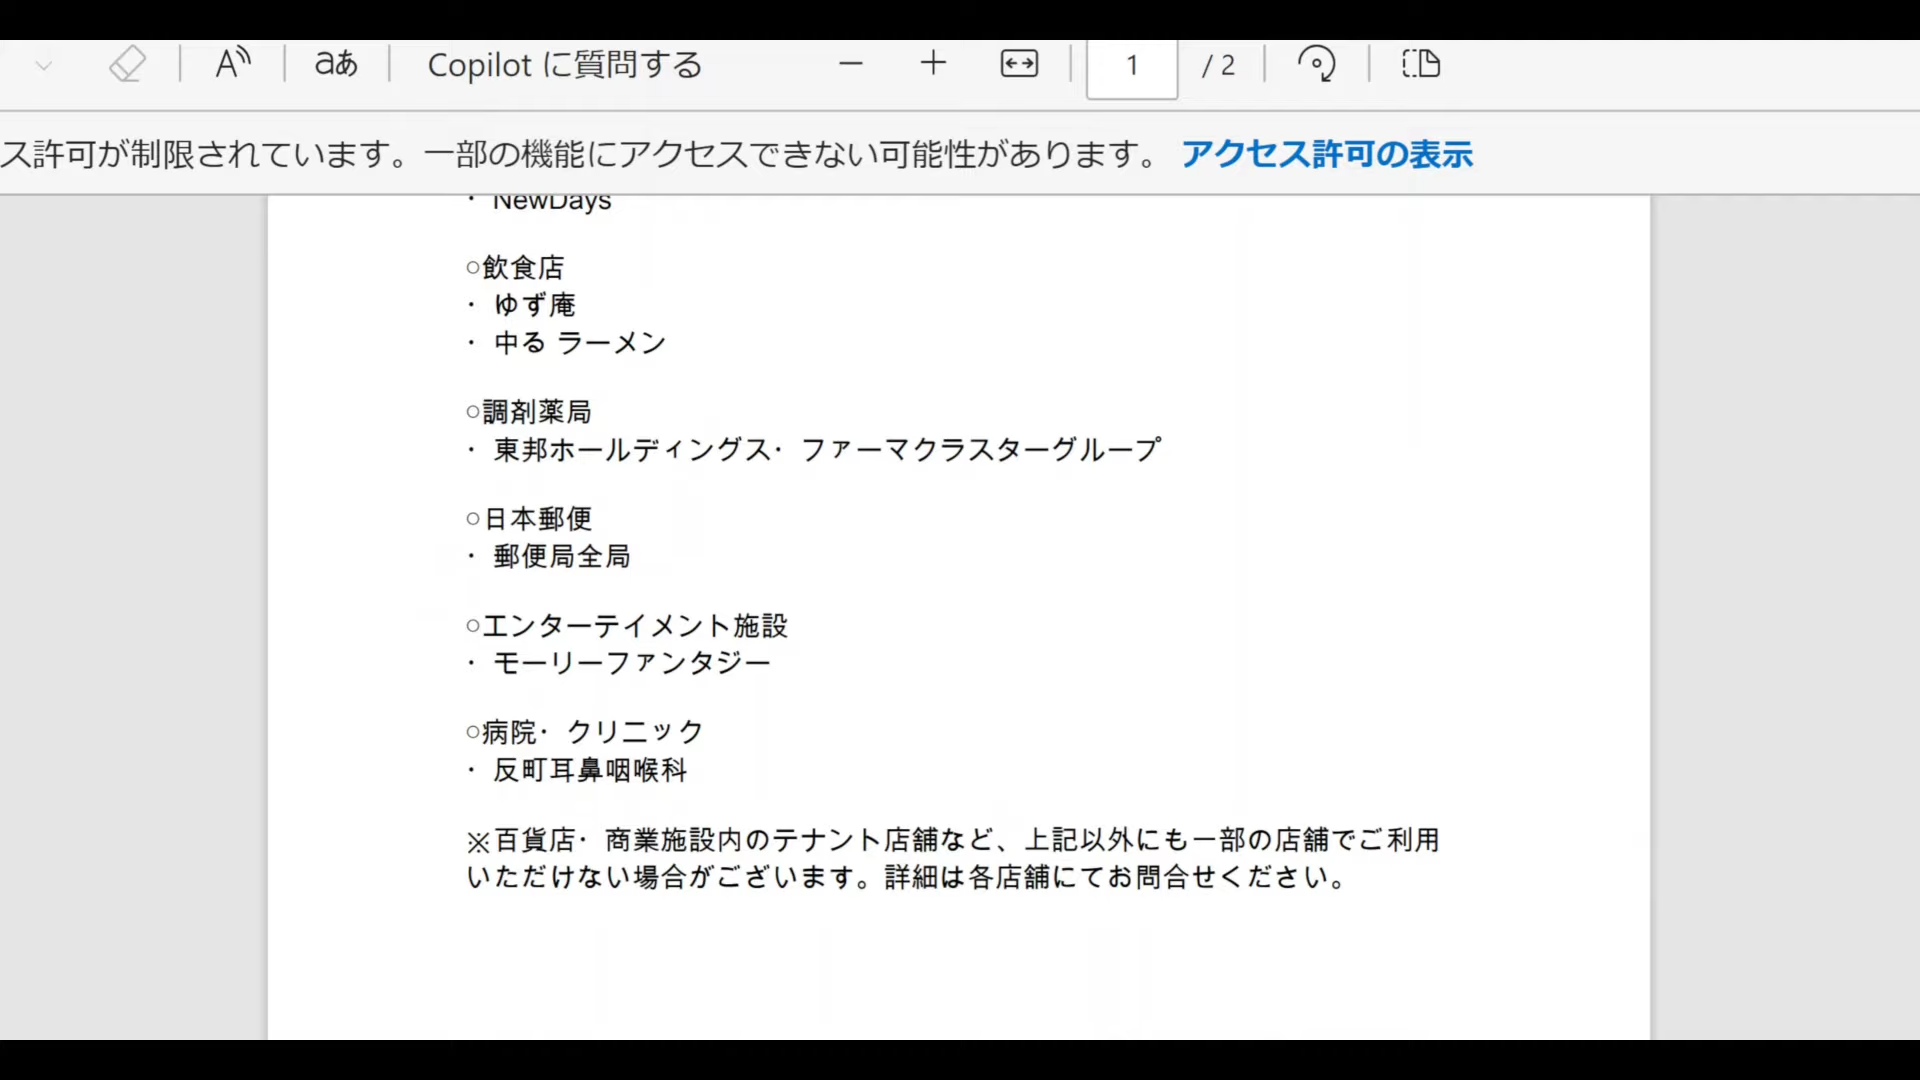 A aあ Copilot に質問する 1 / 2
ス許可が制限されています。一部の機能にアクセスできない可能性があります。 アクセス許可の表示
・ NewDays
○飲食店
・ ゆず庵
・ 中る ラーメン
○調剤薬局
・ 東邦ホールディングス・ファーマクラスターグループ
○日本郵便
・ 郵便局全局
○エンターテイメント施設
・ モーリーファンタジー
○病院・クリニック
・ 反町耳鼻咽喉科
※百貨店・商業施設内のテナント店舗など、上記以外にも一部の店舗でご利用
いただけない場合がございます。詳細は各店舗にてお問合せください。